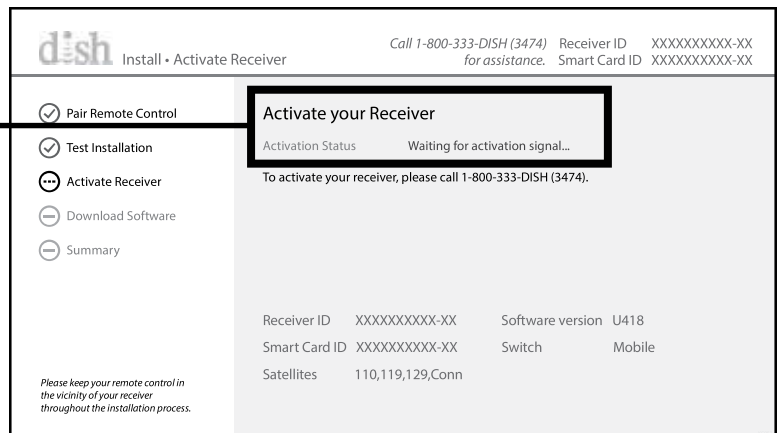 dish Install • Activate Receiver
Call 1-800-333-DISH (3474) Receiver ID XXXXXXXXXX-XX
for assistance. Smart Card ID XXXXXXXXXX-XX
Pair Remote Control
Test Installation
Activate Receiver
Download Software
Summary
Please keep your remote control in
the vicinity of your receiver
throughout the installation process.
Activate your Receiver
Activation Status Waiting for activation signal...
To activate your receiver, please call 1-800-333-DISH (3474).
Receiver ID XXXXXXXXXX-XX Software version U418
Smart Card ID XXXXXXXXXX-XX Switch Mobile
Satellites 110,119,129,Conn